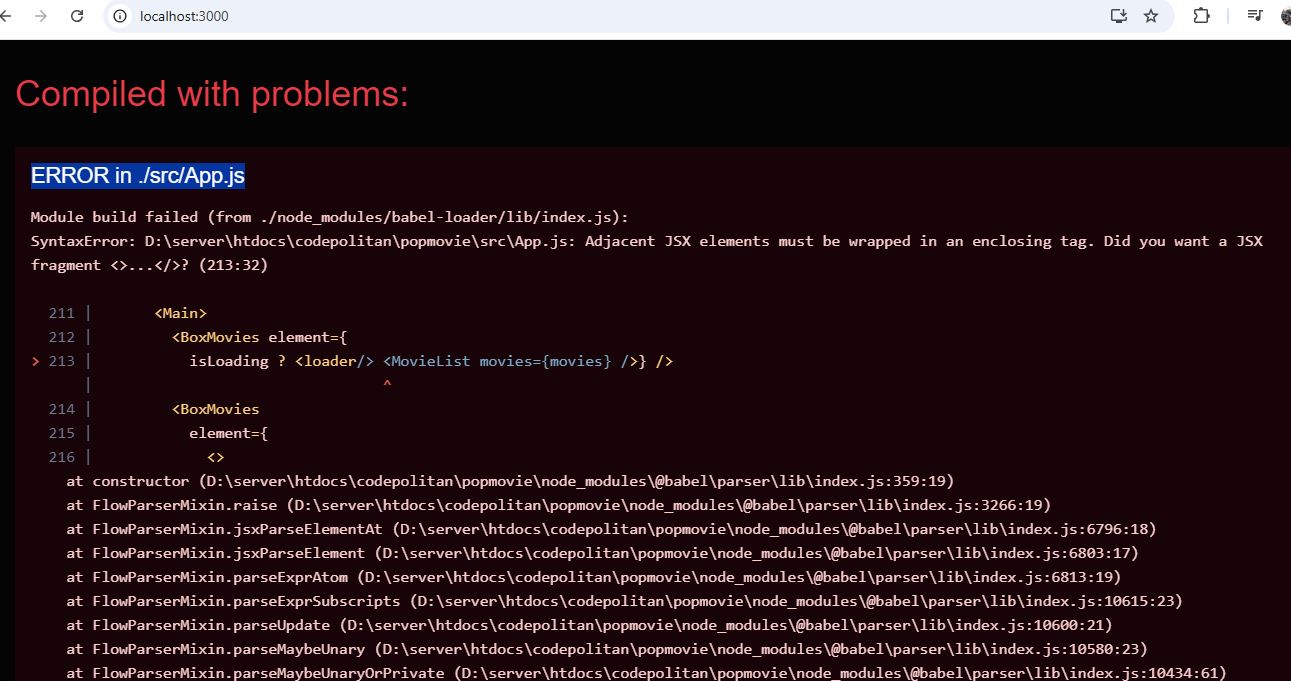 localhost:3000
Compiled with problems:
ERROR in ./src/App.js
Module build failed (from ./node_modules/babel-loader/lib/index.js):
SyntaxError: D:\server\htdocs\codepolitan\popmovie\src\App.js: Adjacent JSX elements must be wrapped in an enclosing tag. Did you want a JSX
fragment <>...</>? (213:32)
211 |       <Main>
212 |         <BoxMovies element={
> 213 |           isLoading ? <loader/> <MovieList movies={movies} />} />
|                                 ^
214 |         <BoxMovies
215 |           element={
216 |             <>
at constructor (D:\server\htdocs\codepolitan\popmovie\node_modules\@babel\parser\lib\index.js:359:19)
at FlowParserMixin.raise (D:\server\htdocs\codepolitan\popmovie\node_modules\@babel\parser\lib\index.js:3266:19)
at FlowParserMixin.jsxParseElementAt (D:\server\htdocs\codepolitan\popmovie\node_modules\@babel\parser\lib\index.js:6796:18)
at FlowParserMixin.jsxParseElement (D:\server\htdocs\codepolitan\popmovie\node_modules\@babel\parser\lib\index.js:6803:17)
at FlowParserMixin.parseExprAtom (D:\server\htdocs\codepolitan\popmovie\node_modules\@babel\parser\lib\index.js:6813:19)
at FlowParserMixin.parseExprSubscripts (D:\server\htdocs\codepolitan\popmovie\node_modules\@babel\parser\lib\index.js:10615:23)
at FlowParserMixin.parseUpdate (D:\server\htdocs\codepolitan\popmovie\node_modules\@babel\parser\lib\index.js:10600:21)
at FlowParserMixin.parseMaybeUnary (D:\server\htdocs\codepolitan\popmovie\node_modules\@babel\parser\lib\index.js:10580:23)
at FlowParserMixin.parseMaybeUnaryOrPrivate (D:\server\htdocs\codepolitan\popmovie\node_modules\@babel\parser\lib\index.js:10434:61)